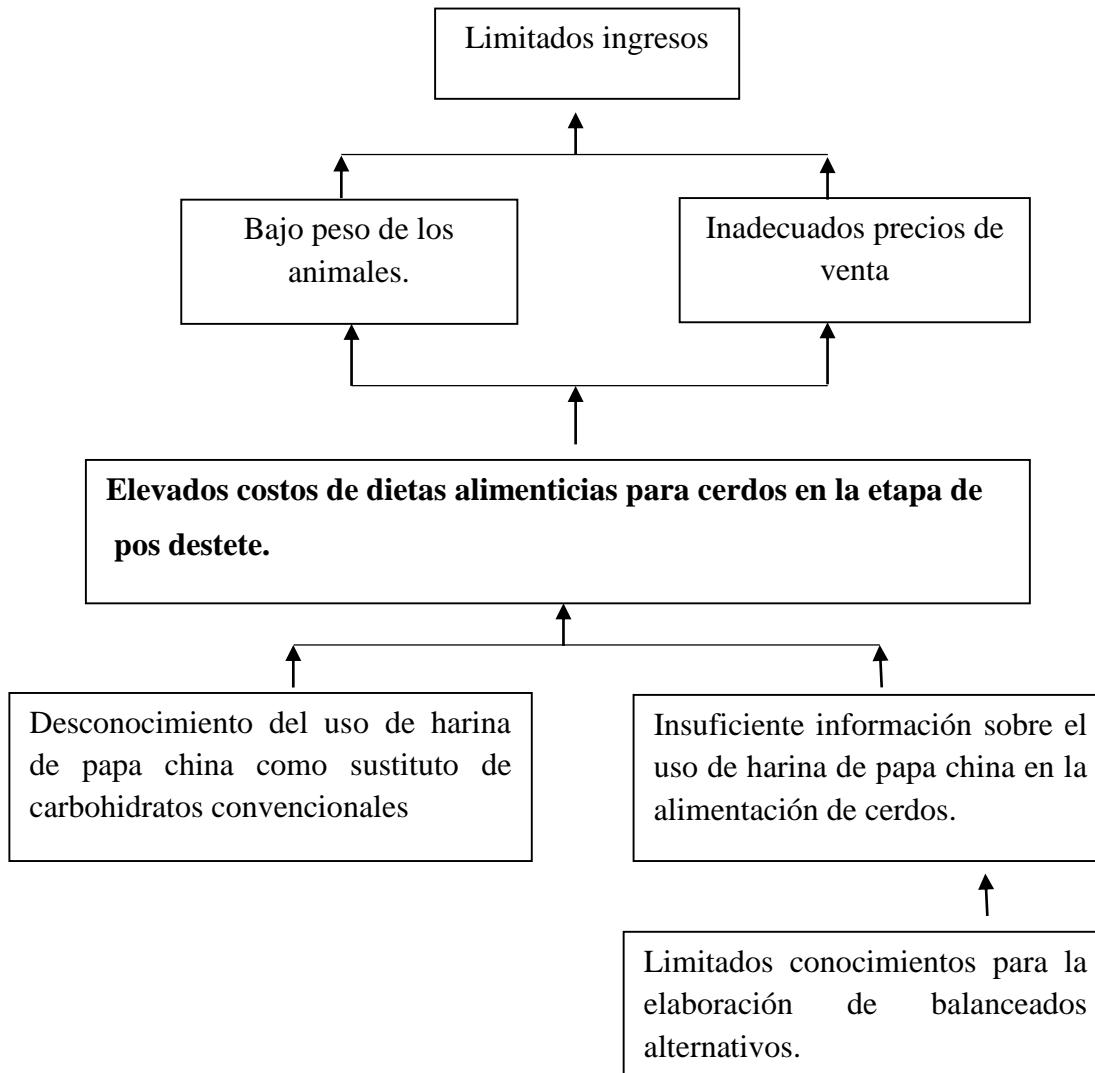 Limitados ingresos
Bajo peso de los
animales.
Inadecuados precios de
venta
Elevados costos de dietas alimenticias para cerdos en la etapa de
pos destete.
Desconocimiento del uso de harina
de papa china como sustituto de
carbohidratos convencionales
Insuficiente información sobre el
uso de harina de papa china en la
alimentación de cerdos.
Limitados conocimientos para la
elaboración de balanceados
alternativos.